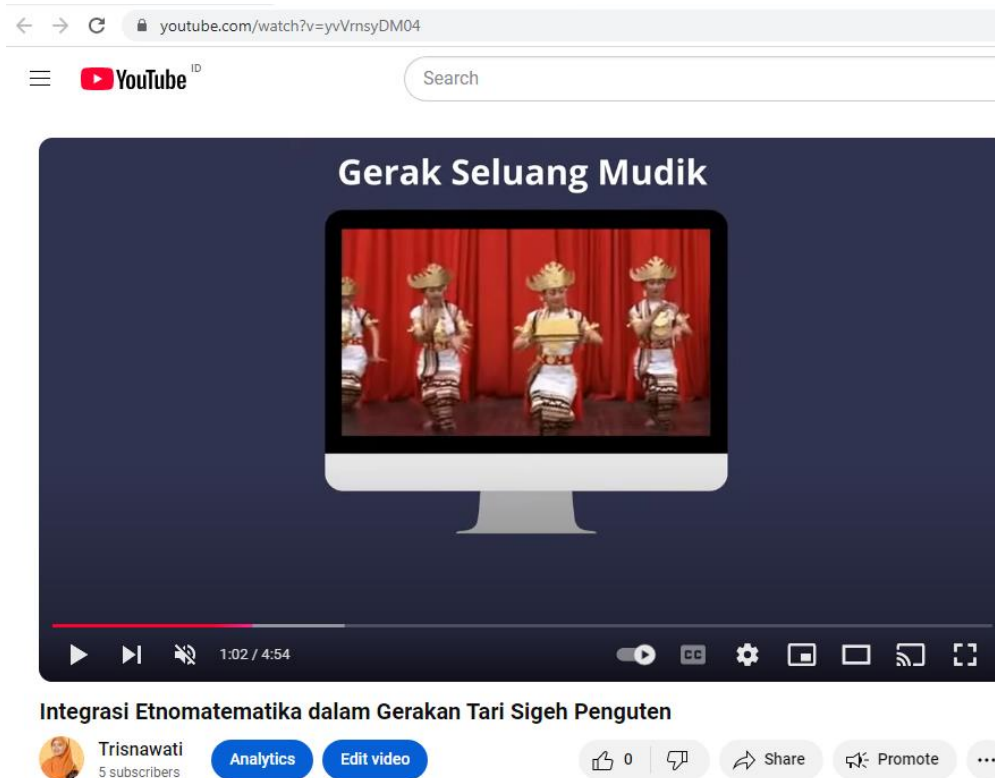 youtube.com/watch?v=yvVrnsyDM04
YouTube ID
Search
Gerak Seluang Mudik
1:02 / 4:54
CC
Integrasi Etnomatematika dalam Gerakan Tari Sigeh Penguten
Trisnawati
5 subscribers
Analytics
Edit video
0
Share
Promote